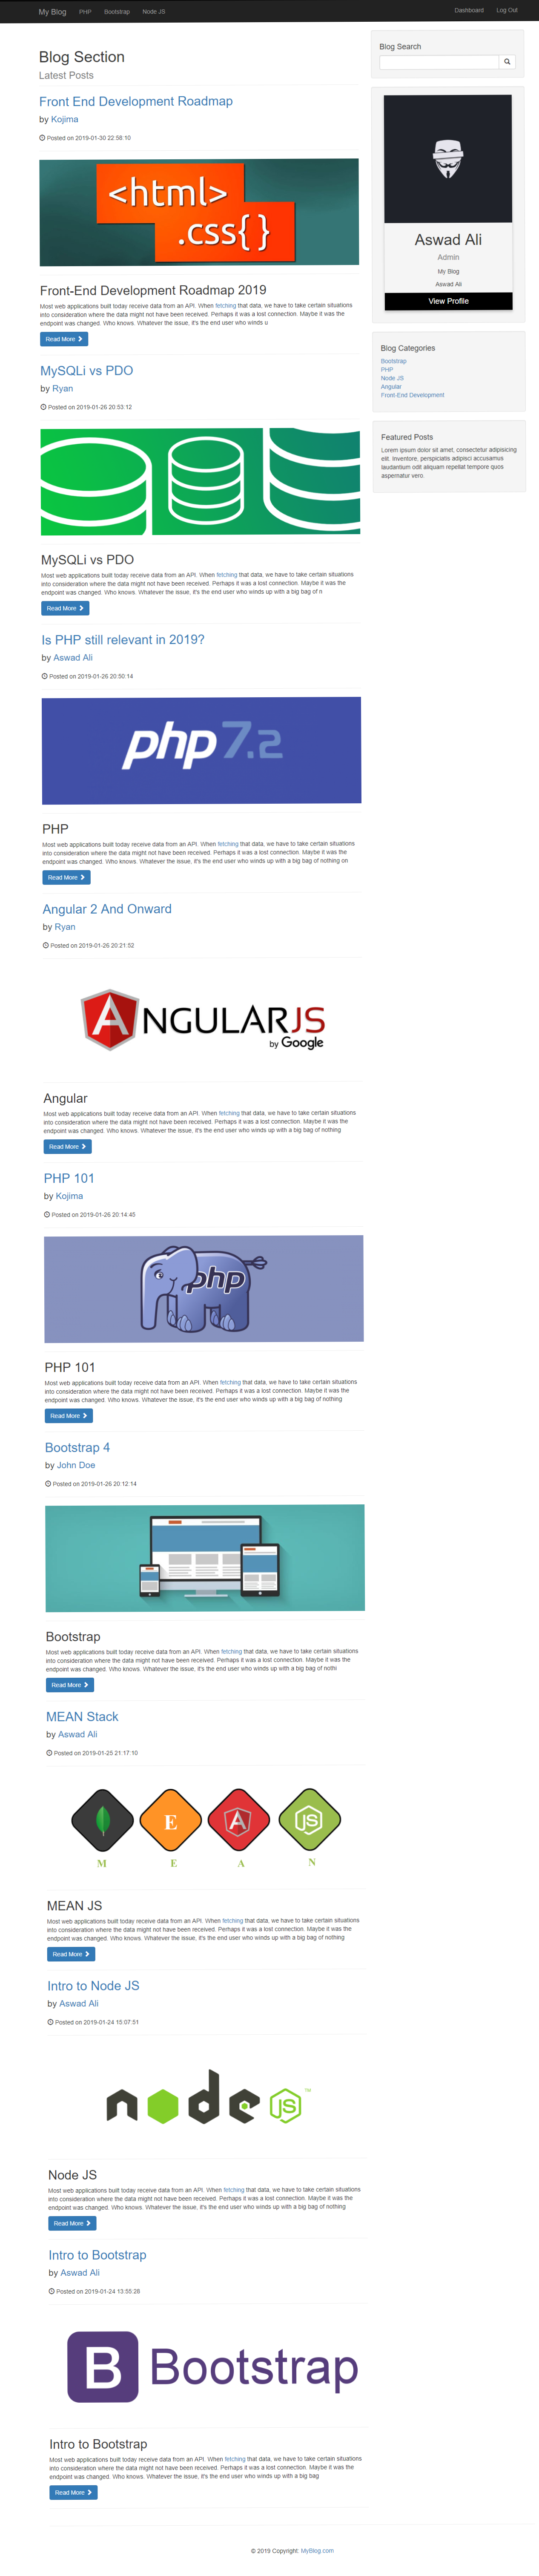 My Blog PHP Bootstrap Node JS Dashboard Log Out
Blog Section
Latest Posts
Front End Development Roadmap
by Kojima
Posted on 2019-01-30 22:58:10
<html>
.css{}
Front-End Development Roadmap 2019
Most web applications built today receive data from an API. When fetching that data, we have to take certain situations
into consideration where the data might not have been received. Perhaps it was a lost connection. Maybe it was the
endpoint was changed. Who knows. Whatever the issue, it's the end user who winds u
Read More
MySQLi vs PDO
by Ryan
Posted on 2019-01-26 20:53:12
MySQLi vs PDO
Most web applications built today receive data from an API. When fetching that data, we have to take certain situations
into consideration where the data might not have been received. Perhaps it was a lost connection. Maybe it was the
endpoint was changed. Who knows. Whatever the issue, it's the end user who winds up with a big bag of n
Read More
Is PHP still relevant in 2019?
by Aswad Ali
Posted on 2019-01-26 20:50:14
php 7.2
PHP
Most web applications built today receive data from an API. When fetching that data, we have to take certain situations
into consideration where the data might not have been received. Perhaps it was a lost connection. Maybe it was the
endpoint was changed. Who knows. Whatever the issue, it's the end user who winds up with a big bag of nothing on
Read More
Angular 2 And Onward
by Ryan
Posted on 2019-01-26 20:21:52
ANGULARJS
by Google
Angular
Most web applications built today receive data from an API. When fetching that data, we have to take certain situations
into consideration where the data might not have been received. Perhaps it was a lost connection. Maybe it was the
endpoint was changed. Who knows. Whatever the issue, it's the end user who winds up with a big bag of nothing
Read More
PHP 101
by Kojima
Posted on 2019-01-26 20:14:45
php
PHP 101
Most web applications built today receive data from an API. When fetching that data, we have to take certain situations
into consideration where the data might not have been received. Perhaps it was a lost connection. Maybe it was the
endpoint was changed. Who knows. Whatever the issue, it's the end user who winds up with a big bag of nothing
Read More
Bootstrap 4
by John Doe
Posted on 2019-01-26 20:12:14
Bootstrap
Most web applications built today receive data from an API. When fetching that data, we have to take certain situations
into consideration where the data might not have been received. Perhaps it was a lost connection. Maybe it was the
endpoint was changed. Who knows. Whatever the issue, it's the end user who winds up with a big bag of nothi
Read More
MEAN Stack
by Aswad Ali
Posted on 2019-01-25 21:17:10
E A JS
M E A N
MEAN JS
Most web applications built today receive data from an API. When fetching that data, we have to take certain situations
into consideration where the data might not have been received. Perhaps it was a lost connection. Maybe it was the
endpoint was changed. Who knows. Whatever the issue, it's the end user who winds up with a big bag of nothing
Read More
Intro to Node JS
by Aswad Ali
Posted on 2019-01-24 15:07:51
node JS TM
Node JS
Most web applications built today receive data from an API. When fetching that data, we have to take certain situations
into consideration where the data might not have been received. Perhaps it was a lost connection. Maybe it was the
endpoint was changed. Who knows. Whatever the issue, it's the end user who winds up with a big bag of nothing
Read More
Intro to Bootstrap
by Aswad Ali
Posted on 2019-01-24 13:55:28
B Bootstrap
Intro to Bootstrap
Most web applications built today receive data from an API. When fetching that data, we have to take certain situations
into consideration where the data might not have been received. Perhaps it was a lost connection. Maybe it was the
endpoint was changed. Who knows. Whatever the issue, it's the end user who winds up with a big bag
Read More
Blog Search
Aswad Ali
Admin
My Blog
Aswad Ali
View Profile
Blog Categories
Bootstrap
PHP
Node JS
Angular
Front-End Development
Featured Posts
Lorem ipsum dolor sit amet, consectetur adipisicing
elit. Inventore, perspiciatis adipisci accusamus
laudantium odit aliquam repellat tempore quos
aspernatur vero.
© 2019 Copyright: MyBlog.com